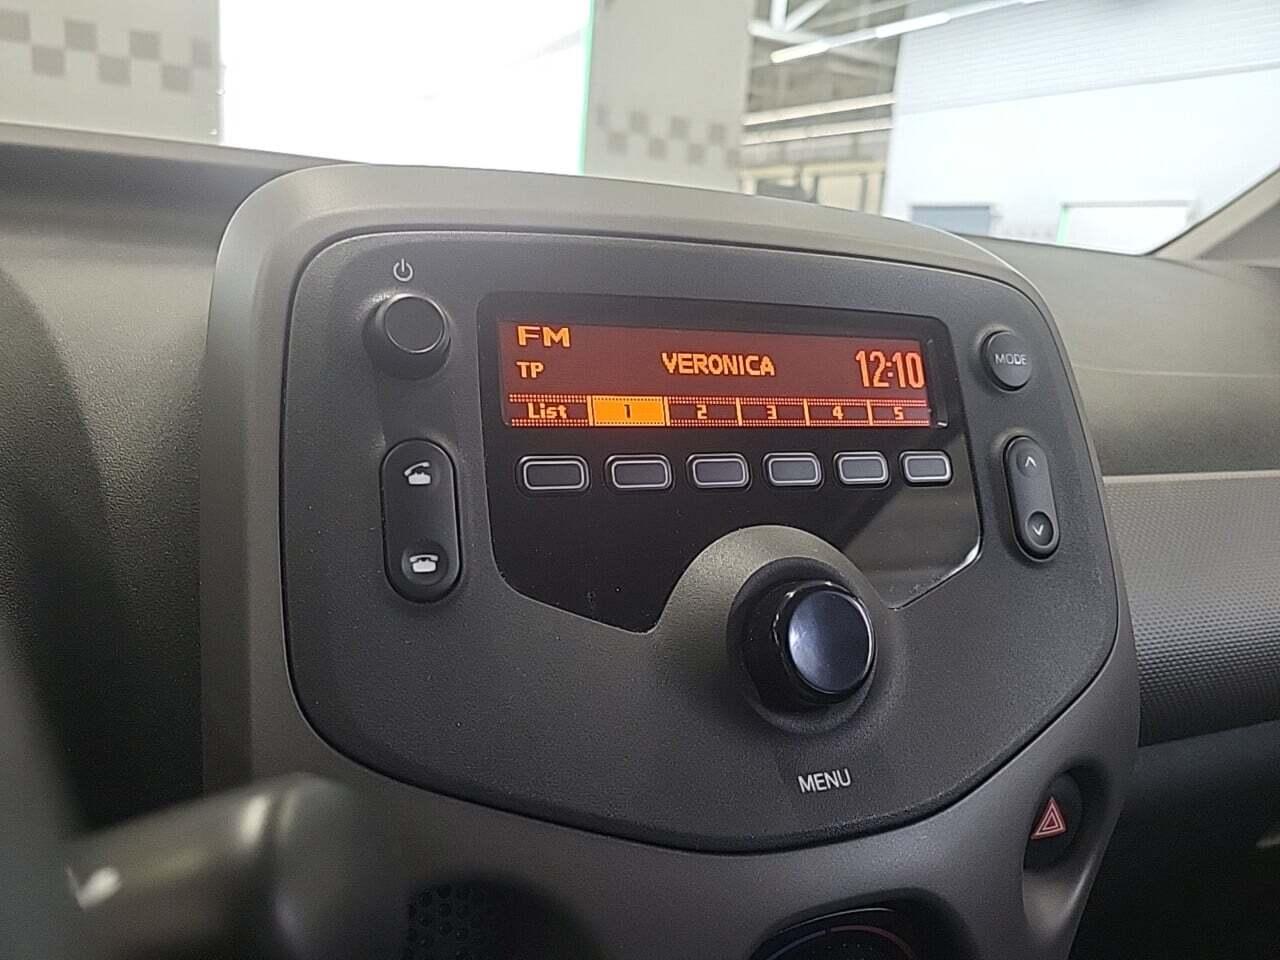 FM
TP VERONICA 12:10
List 1 2 3 4 5
MODE
MENU